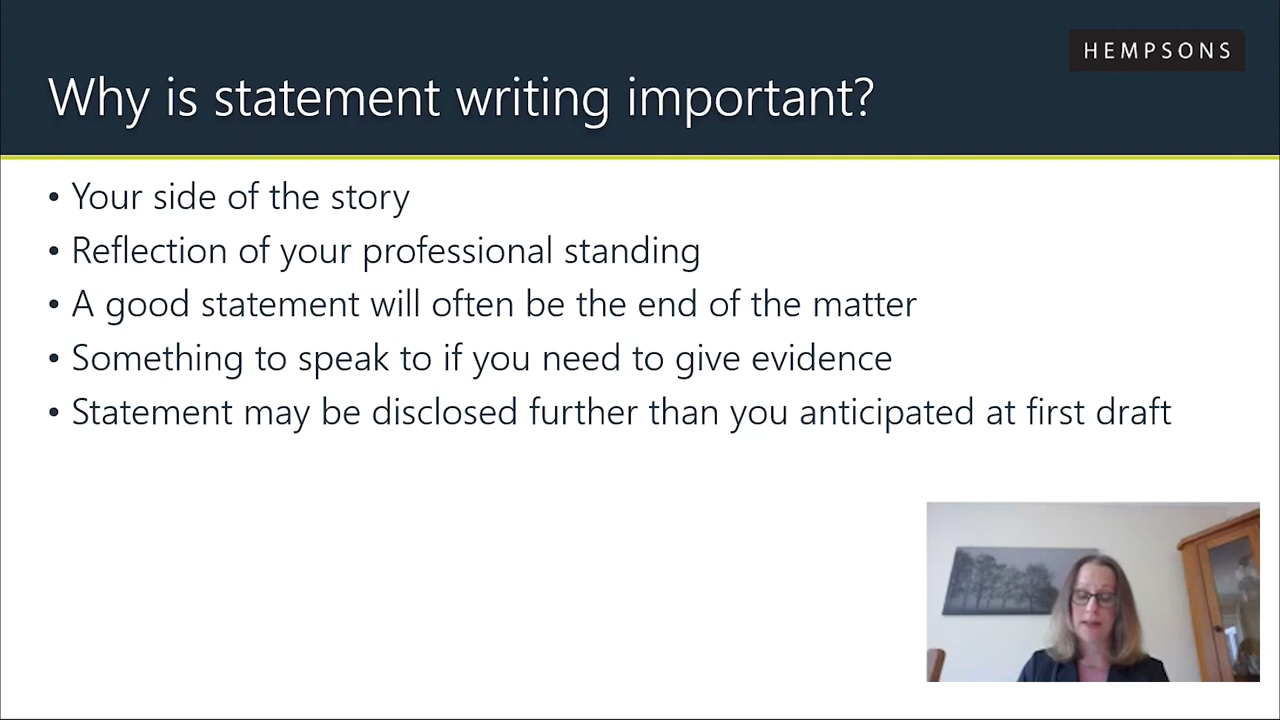 HEMPSONS
Why is statement writing important?
• Your side of the story
• Reflection of your professional standing
• A good statement will often be the end of the matter
• Something to speak to if you need to give evidence
• Statement may be disclosed further than you anticipated at first draft